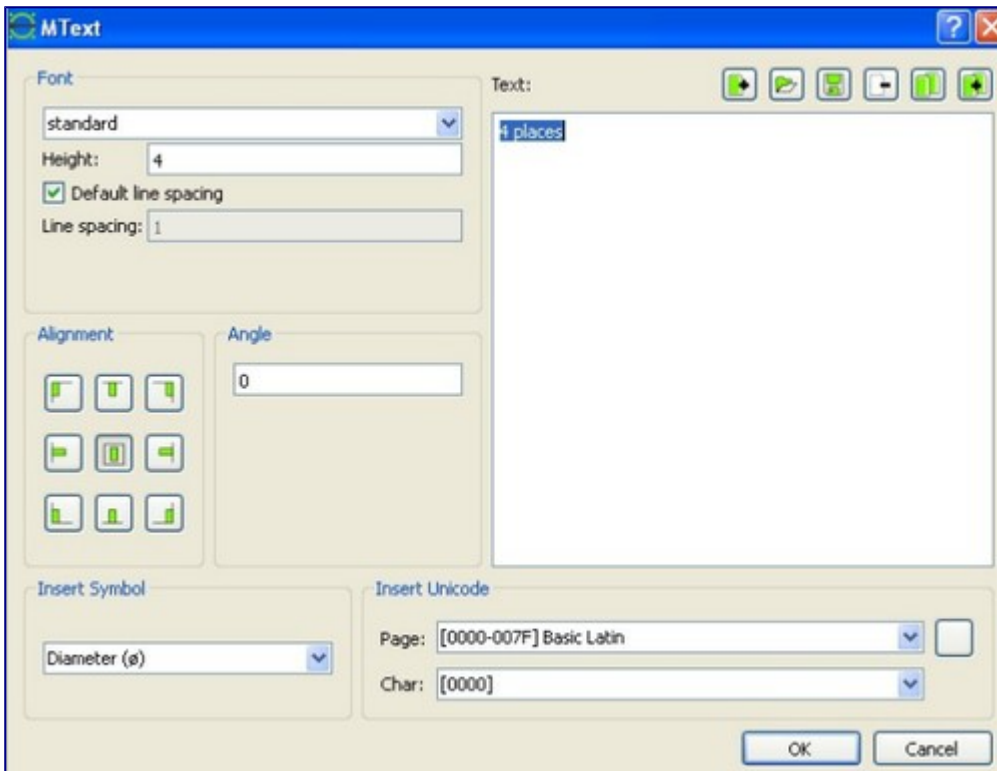 MText
Font
standard
Height: 4
Default line spacing
Line spacing: 1
Alignment
Angle
0
Text:
4 places
Insert Symbol
Diameter (ø)
Insert Unicode
Page: [0000-007F] Basic Latin
Char: [0000]
OK Cancel